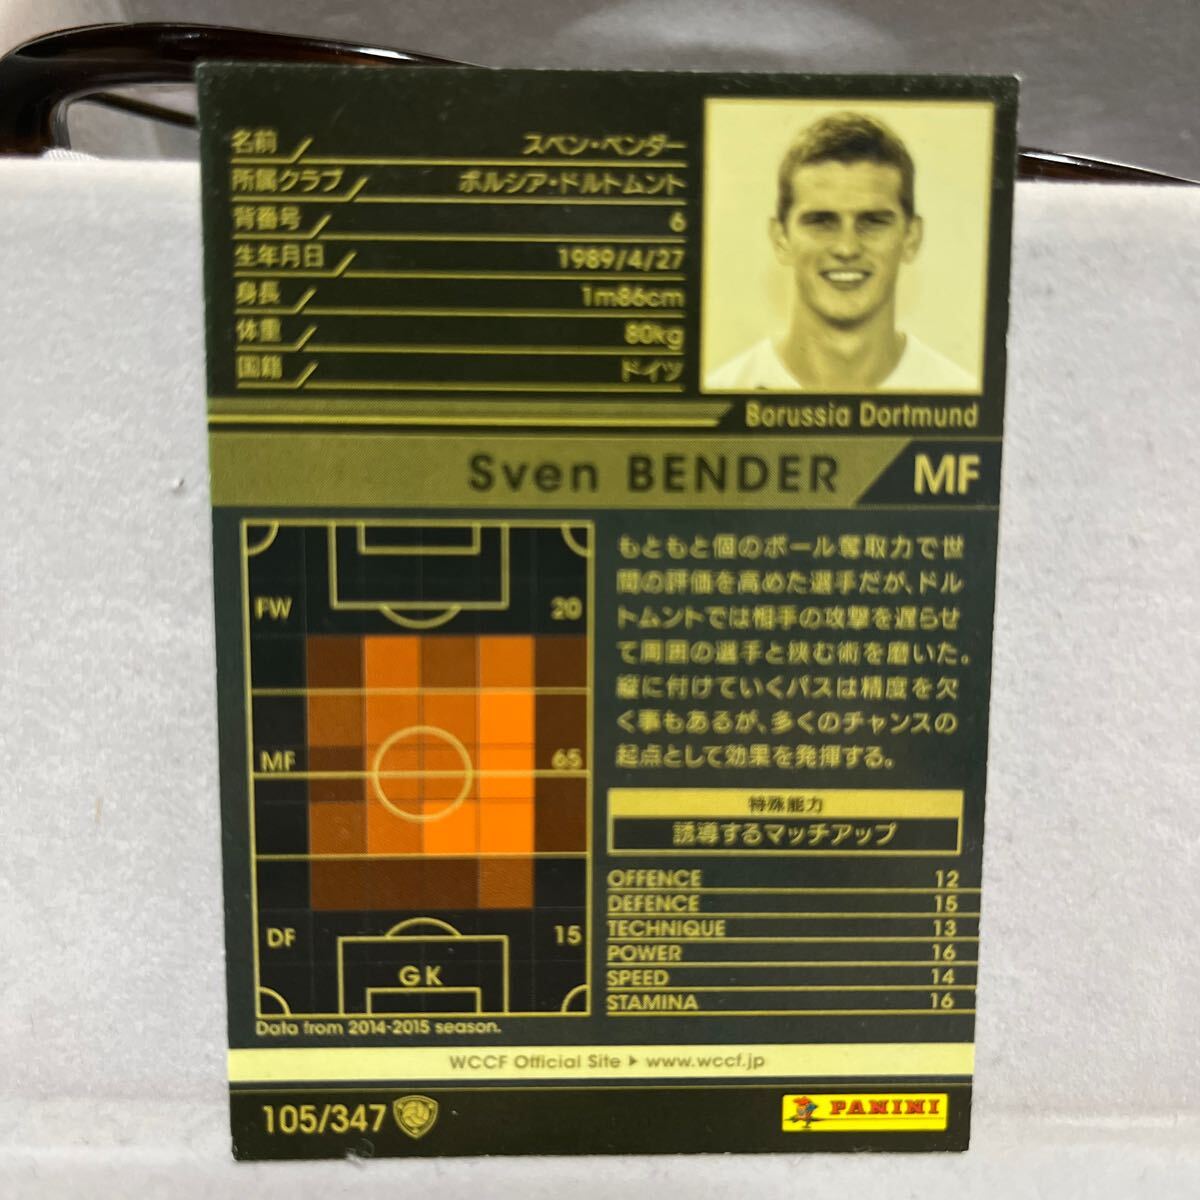 名前 スベン・ベンダー
所属クラブ ボルシア・ドルトムント
背番号 6
生年月日 1989/4/27
身長 1m86cm
体重 80kg
国籍 ドイツ
Borussia Dortmund
Sven BENDER MF
FW 20
MF 65
DF 15
GK
Data from 2014-2015 season.
もともと個のボール奪取力で世
間の評価を高めた選手だが、ドル
トムントでは相手の攻撃を遅らせ
て周囲の選手と挟む術を磨いた。
縦に付けていくパスは精度を欠
く事もあるが、多くのチャンスの
起点として効果を発揮する。
特殊能力
誘導するマッチアップ
OFFENCE 12
DEFENCE 15
TECHNIQUE 13
POWER 16
SPEED 14
STAMINA 16
WCCF Official Site ▶ www.wccf.jp
105/347
PANINI